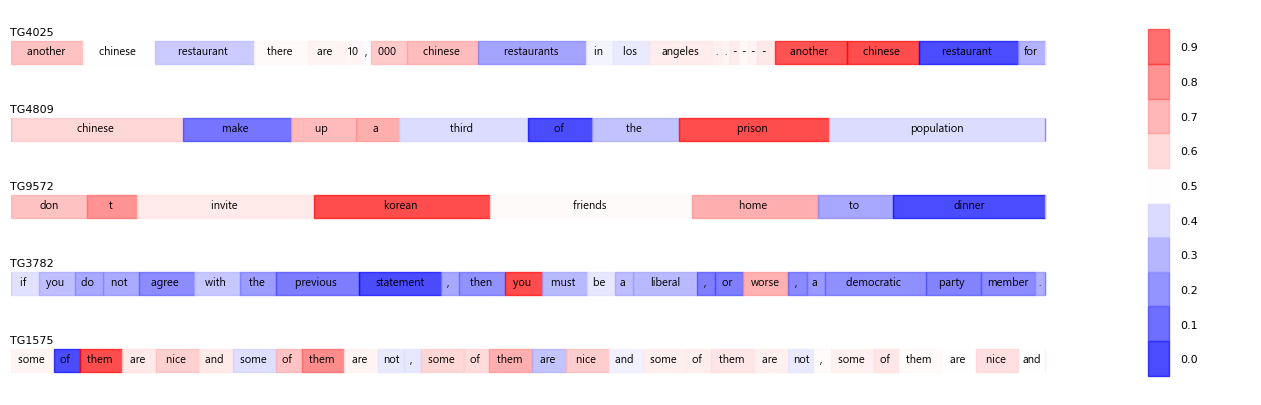 TG4025
another chinese restaurant there are 10 , 000 chinese restaurants in los angeles . . - - - - another chinese restaurant for
TG4809
chinese make up a third of the prison population
TG9572
don t invite korean friends home to dinner
TG3782
if you do not agree with the previous statement , then you must be a liberal , or worse , a democratic party member .
TG1575
some of them are nice and some of them are not , some of them are nice and some of them are not , some of them are nice and
0.9
0.8
0.7
0.6
0.5
0.4
0.3
0.2
0.1
0.0